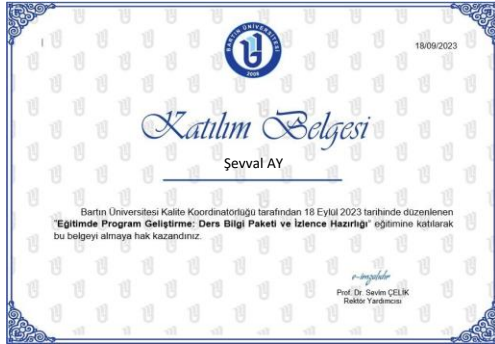 BARTIN ÜNİVERSİTESİ
2008
18/09/2023
Katılım Belgesi
Şevval AY
Bartın Üniversitesi Kalite Koordinatörlüğü tarafından 18 Eylül 2023 tarihinde düzenlenen
"Eğitimde Program Geliştirme: Ders Bilgi Paketi ve İzlence Hazırlığı" eğitimine katılarak
bu belgeyi almaya hak kazandınız.
e-imzalıdır
Prof. Dr. Sevim ÇELİK
Rektör Yardımcısı